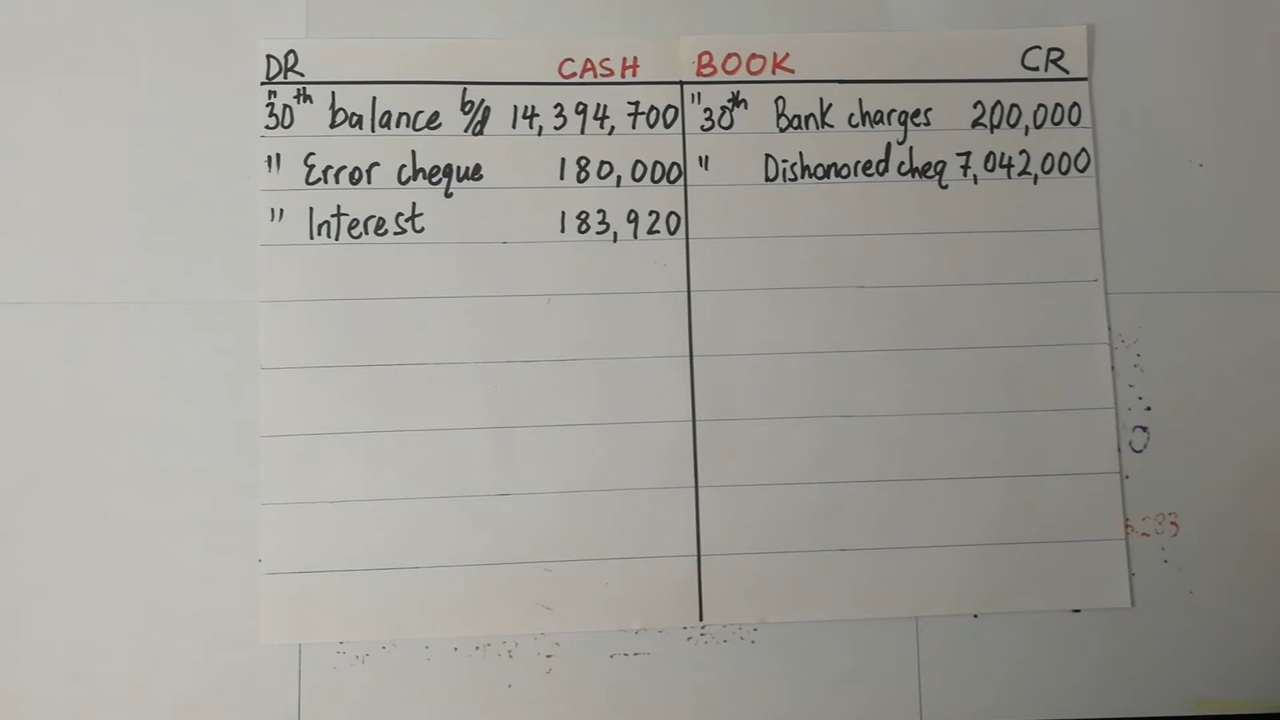 DR CASH BOOK CR
"30th balance b/d 14,394,700 "30th Bank charges 200,000
" Error cheque 180,000 " Dishonored cheq 7,042,000
" Interest 183,920